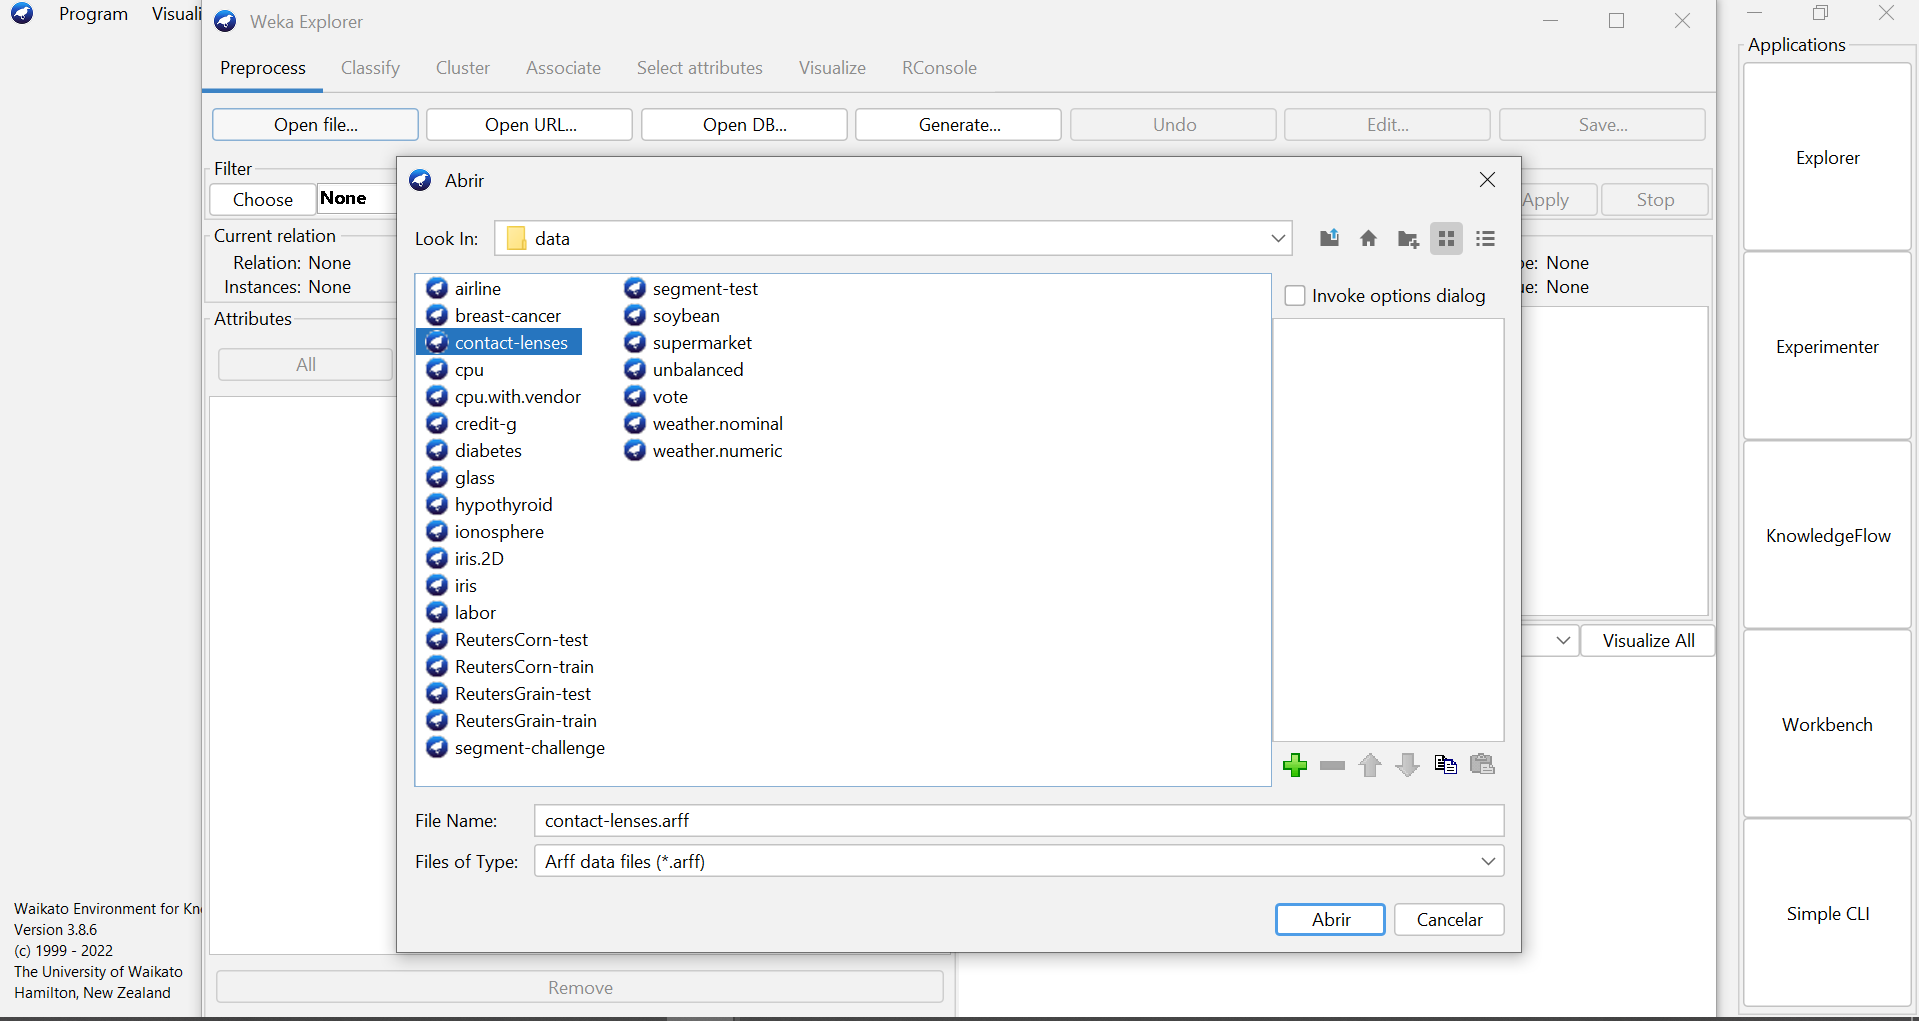 Program Visuali
Weka Explorer
Applications
Preprocess Classify Cluster Associate Select attributes Visualize RConsole
Open file... Open URL... Open DB... Generate... Undo Edit... Save...
Filter
Choose None Apply Stop
Current relation
Relation: None
Instances: None
pe: None
ue: None
Attributes
All
Abrir
Look In: data
airline
breast-cancer
contact-lenses
cpu
cpu.with.vendor
credit-g
diabetes
glass
hypothyroid
ionosphere
iris.2D
iris
labor
ReutersCorn-test
ReutersCorn-train
ReutersGrain-test
ReutersGrain-train
segment-challenge
segment-test
soybean
supermarket
unbalanced
vote
weather.nominal
weather.numeric
Invoke options dialog
File Name: contact-lenses.arff
Files of Type: Arff data files (*.arff)
Abrir Cancelar
Visualize All
Remove
Explorer
Experimenter
KnowledgeFlow
Workbench
Simple CLI
Waikato Environment for Kn
Version 3.8.6
(c) 1999 - 2022
The University of Waikato
Hamilton, New Zealand